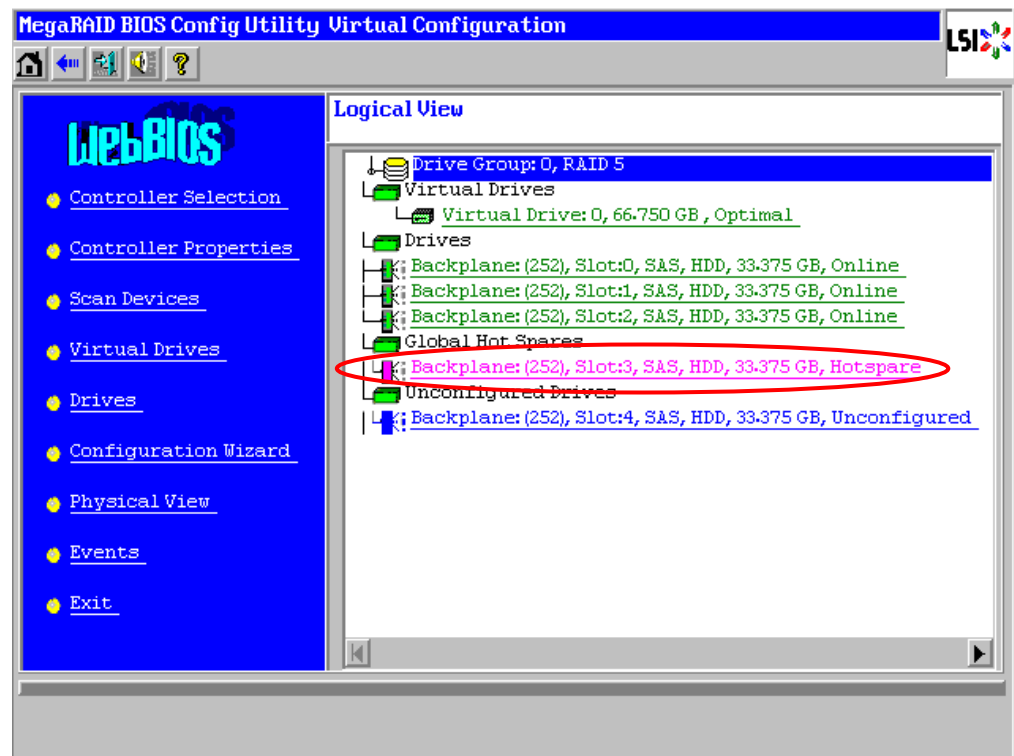 MegaRAID BIOS Config Utility Virtual Configuration
LSI
?
WebBIOS
Controller Selection
Controller Properties
Scan Devices
Virtual Drives
Drives
Configuration Wizard
Physical View
Events
Exit
Logical View
Drive Group: 0, RAID 5
Virtual Drives
Virtual Drive: 0, 66.750 GB , Optimal
Drives
Backplane: (252), Slot:0, SAS, HDD, 33.375 GB, Online
Backplane: (252), Slot:1, SAS, HDD, 33.375 GB, Online
Backplane: (252), Slot:2, SAS, HDD, 33.375 GB, Online
Global Hot Spares
Backplane: (252), Slot:3, SAS, HDD, 33.375 GB, Hotspare
Unconfigured Drives
Backplane: (252), Slot:4, SAS, HDD, 33.375 GB, Unconfigured